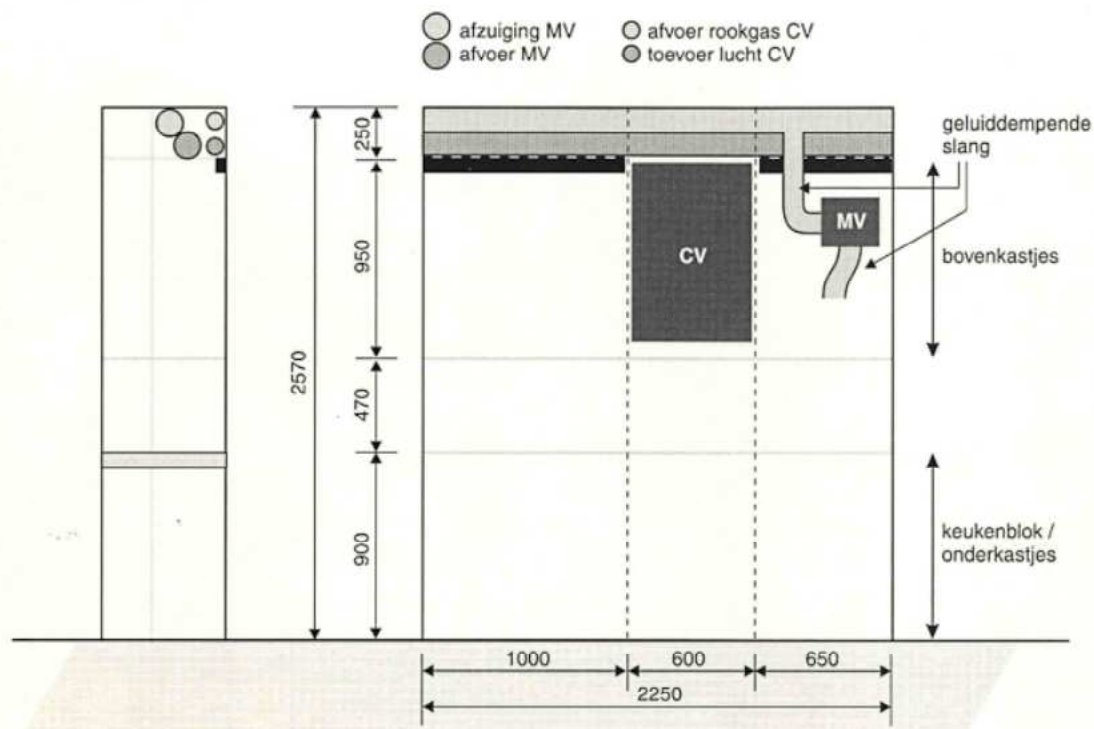 afzuiging MV
afvoer MV
afvoer rookgas CV
toevoer lucht CV
geluiddempende
slang
250
950
2570
470
900
CV
MV
bovenkastjes
keukenblok /
onderkastjes
1000
600
650
2250